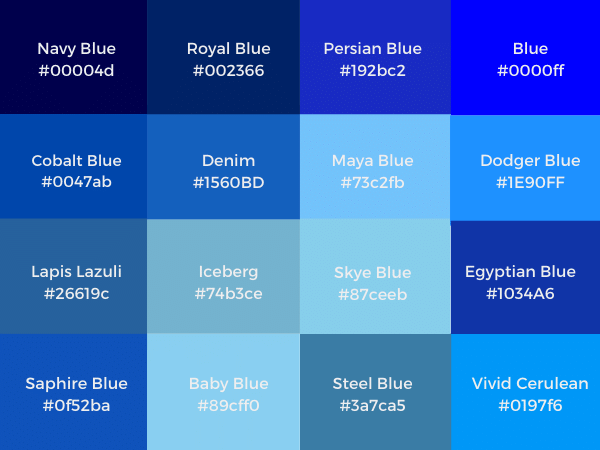 Navy Blue
#00004d
Royal Blue
#002366
Persian Blue
#192bc2
Blue
#0000ff
Cobalt Blue
#0047ab
Denim
#1560BD
Maya Blue
#73c2fb
Dodger Blue
#1E90FF
Lapis Lazuli
#26619c
Iceberg
#74b3ce
Skye Blue
#87ceeb
Egyptian Blue
#1034A6
Saphire Blue
#0f52ba
Baby Blue
#89cff0
Steel Blue
#3a7ca5
Vivid Cerulean
#0197f6